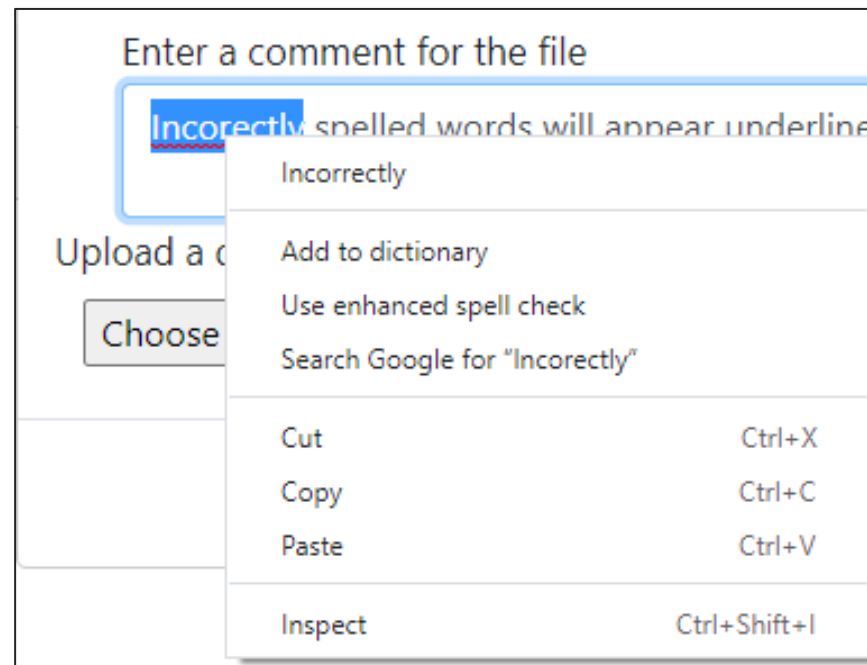 Enter a comment for the file
Incorectly spelled words will appear underline
Incorrectly
Upload a
Add to dictionary
Use enhanced spell check
Choose
Search Google for “Incorectly”
Cut Ctrl+X
Copy Ctrl+C
Paste Ctrl+V
Inspect Ctrl+Shift+I